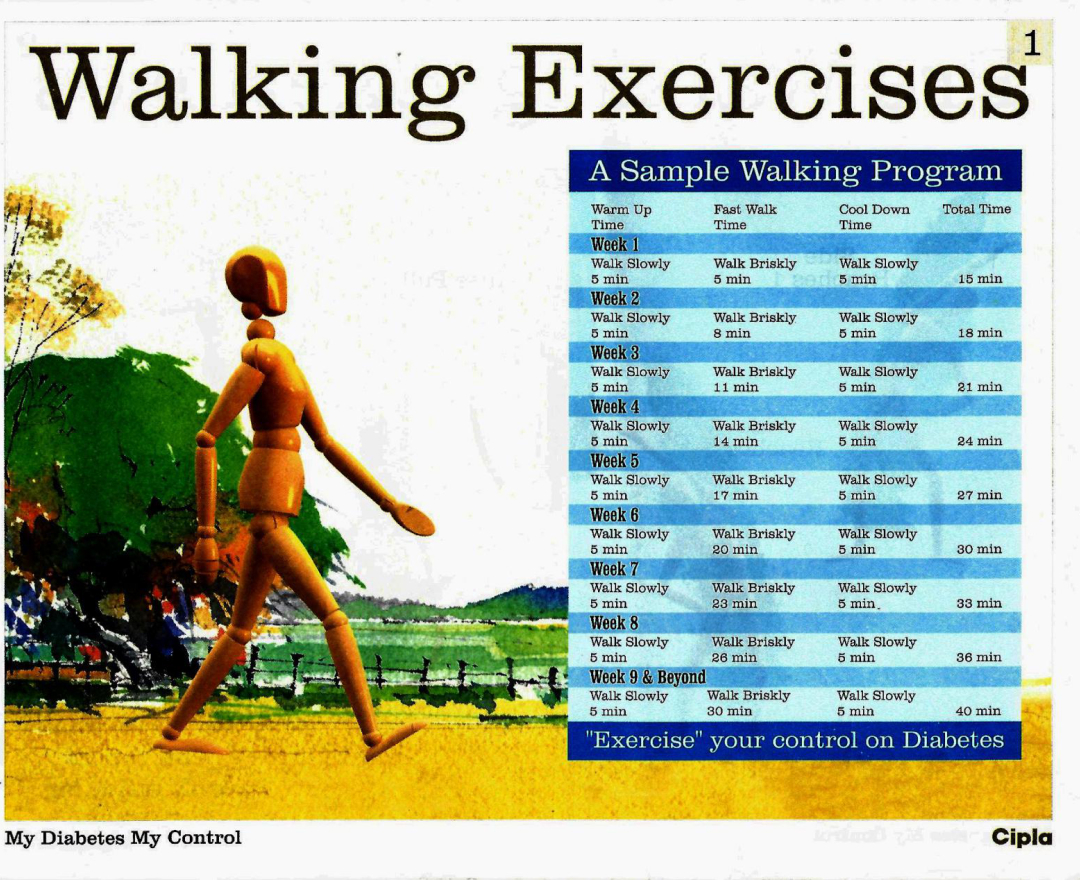 1
Walking Exercises
A Sample Walking Program
Warm Up Fast Walk Cool Down Total Time
Time Time Time
Week 1
Walk Slowly Walk Briskly Walk Slowly
5 min 5 min 5 min 15 min
Week 2
Walk Slowly Walk Briskly Walk Slowly
5 min 8 min 5 min 18 min
Week 3
Walk Slowly Walk Briskly Walk Slowly
5 min 11 min 5 min 21 min
Week 4
Walk Slowly Walk Briskly Walk Slowly
5 min 14 min 5 min 24 min
Week 5
Walk Slowly Walk Briskly Walk Slowly
5 min 17 min 5 min 27 min
Week 6
Walk Slowly Walk Briskly Walk Slowly
5 min 20 min 5 min 30 min
Week 7
Walk Slowly Walk Briskly Walk Slowly
5 min 23 min 5 min 33 min
Week 8
Walk Slowly Walk Briskly Walk Slowly
5 min 26 min 5 min 36 min
Week 9 & Beyond
Walk Slowly Walk Briskly Walk Slowly
5 min 30 min 5 min 40 min
"Exercise" your control on Diabetes
My Diabetes My Control
Cipla